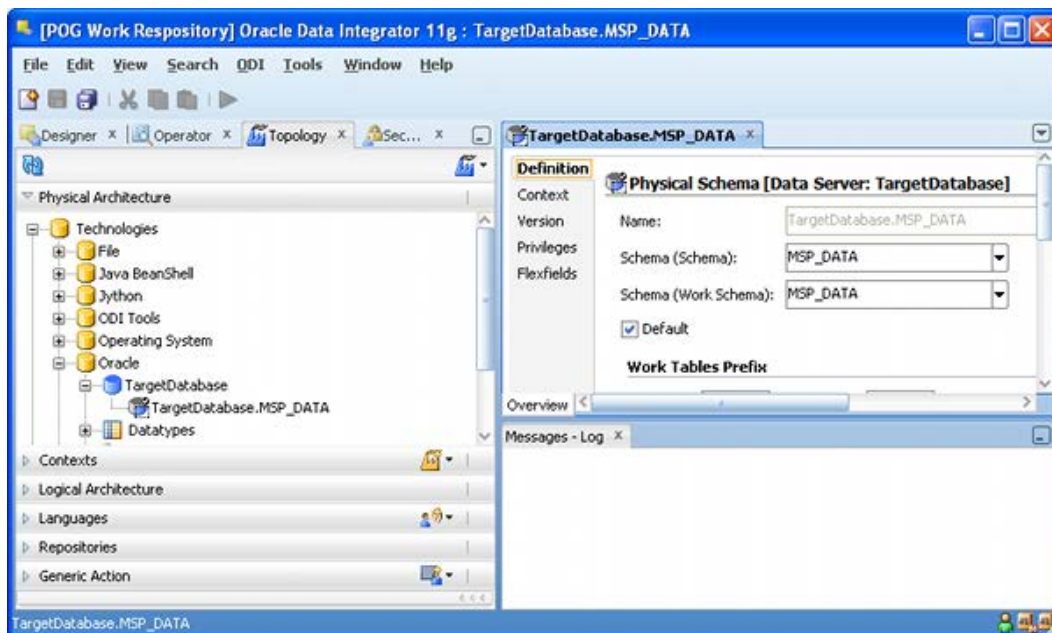 [POG Work Respository] Oracle Data Integrator 11g : TargetDatabase.MSP_DATA
File Edit View Search ODI Tools Window Help
Designer x Operator x Topology x Sec... x
Physical Architecture
Technologies
File
Java BeanShell
Jython
ODI Tools
Operating System
Oracle
TargetDatabase
TargetDatabase.MSP_DATA
Datatypes
Contexts
Logical Architecture
Languages
Repositories
Generic Action
TargetDatabase.MSP_DATA x
Definition
Context
Version
Privileges
Flexfields
Physical Schema [Data Server: TargetDatabase]
Name: TargetDatabase.MSP_DATA
Schema (Schema): MSP_DATA
Schema (Work Schema): MSP_DATA
Default
Work Tables Prefix
Overview
Messages - Log x
TargetDatabase.MSP_DATA